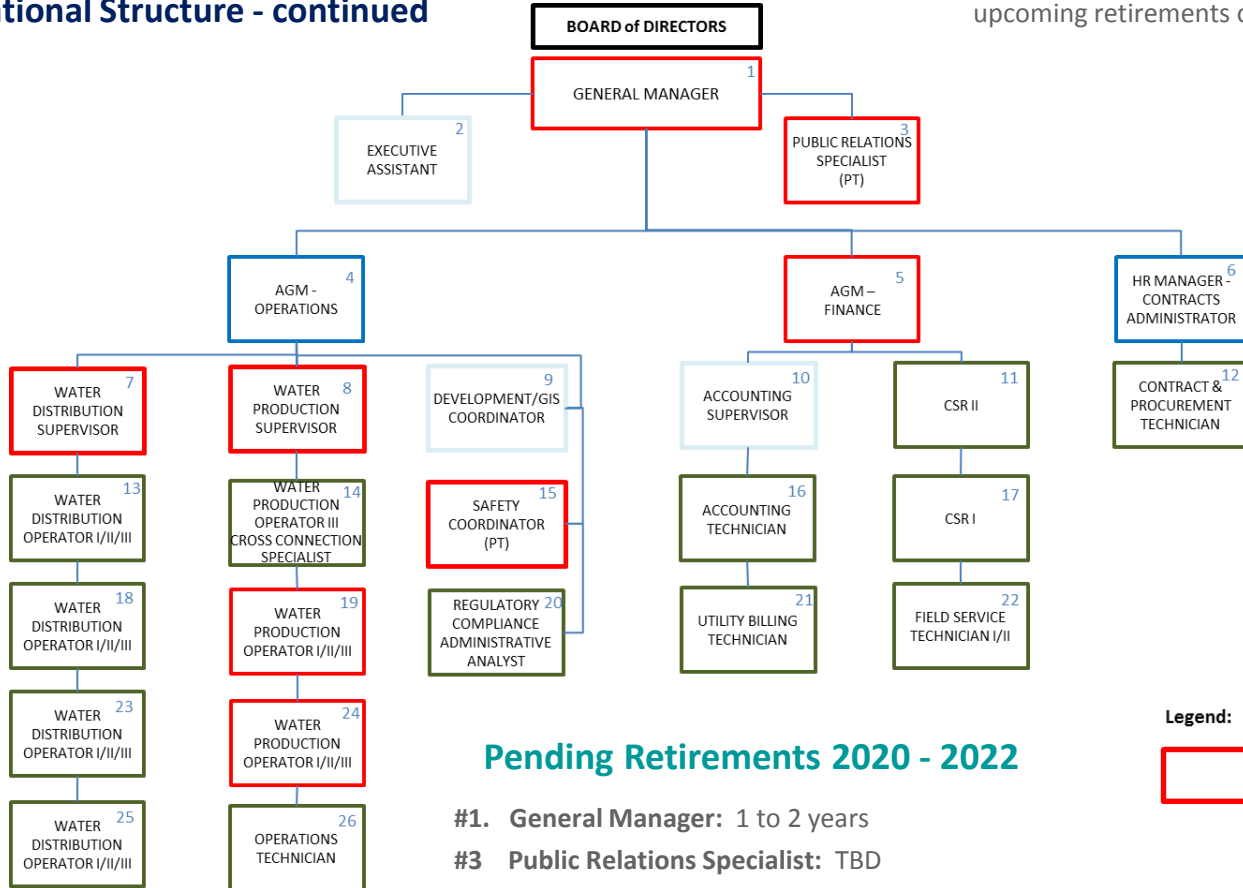 tional Structure - continued
upcoming retirements
BOARD of DIRECTORS
1
GENERAL MANAGER
2
EXECUTIVE
ASSISTANT
3
PUBLIC RELATIONS
SPECIALIST
(PT)
4
AGM -
OPERATIONS
5
AGM –
FINANCE
6
HR MANAGER -
CONTRACTS
ADMINISTRATOR
7
WATER
DISTRIBUTION
SUPERVISOR
8
WATER
PRODUCTION
SUPERVISOR
9
DEVELOPMENT/GIS
COORDINATOR
10
ACCOUNTING
SUPERVISOR
11
CSR II
12
CONTRACT &
PROCUREMENT
TECHNICIAN
13
WATER
DISTRIBUTION
OPERATOR I/II/III
14
WATER
PRODUCTION
OPERATOR III
CROSS CONNECTION
SPECIALIST
15
SAFETY
COORDINATOR
(PT)
16
ACCOUNTING
TECHNICIAN
17
CSR I
18
WATER
DISTRIBUTION
OPERATOR I/II/III
19
WATER
PRODUCTION
OPERATOR I/II/III
20
REGULATORY
COMPLIANCE
ADMINISTRATIVE
ANALYST
21
UTILITY BILLING
TECHNICIAN
22
FIELD SERVICE
TECHNICIAN I/II
23
WATER
DISTRIBUTION
OPERATOR I/II/III
24
WATER
PRODUCTION
OPERATOR I/II/III
25
WATER
DISTRIBUTION
OPERATOR I/II/III
26
OPERATIONS
TECHNICIAN
Legend:
Pending Retirements 2020 - 2022
#1. General Manager: 1 to 2 years
#3 Public Relations Specialist: TBD